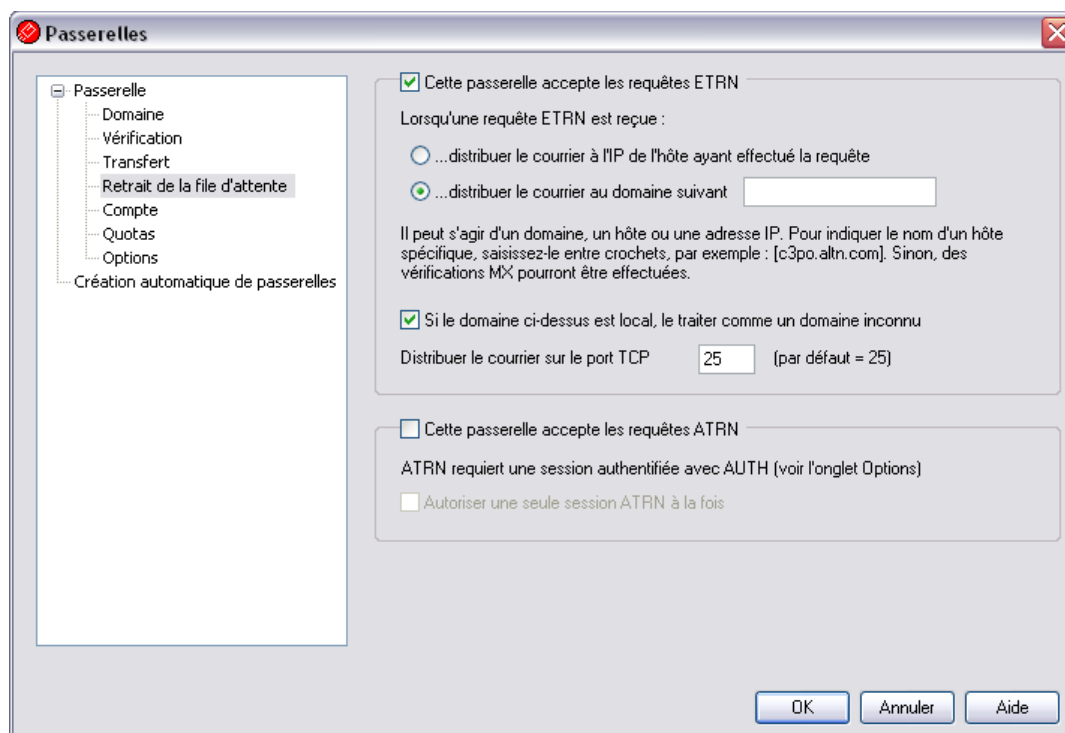 Passerelles
Passerelle
Domaine
Vérification
Transfert
Retrait de la file d'attente
Compte
Quotas
Options
Création automatique de passerelles
Cette passerelle accepte les requêtes ETRN
Lorsqu'une requête ETRN est reçue :
...distribuer le courrier à l'IP de l'hôte ayant effectué la requête
...distribuer le courrier au domaine suivant
Il peut s'agir d'un domaine, un hôte ou une adresse IP. Pour indiquer le nom d'un hôte
spécifique, saisissez-le entre crochets, par exemple : [c3po.altn.com]. Sinon, des
vérifications MX pourront être effectuées.
Si le domaine ci-dessus est local, le traiter comme un domaine inconnu
Distribuer le courrier sur le port TCP 25 (par défaut = 25)
Cette passerelle accepte les requêtes ATRN
ATRN requiert une session authentifiée avec AUTH (voir l'onglet Options)
Autoriser une seule session ATRN à la fois
OK Annuler Aide